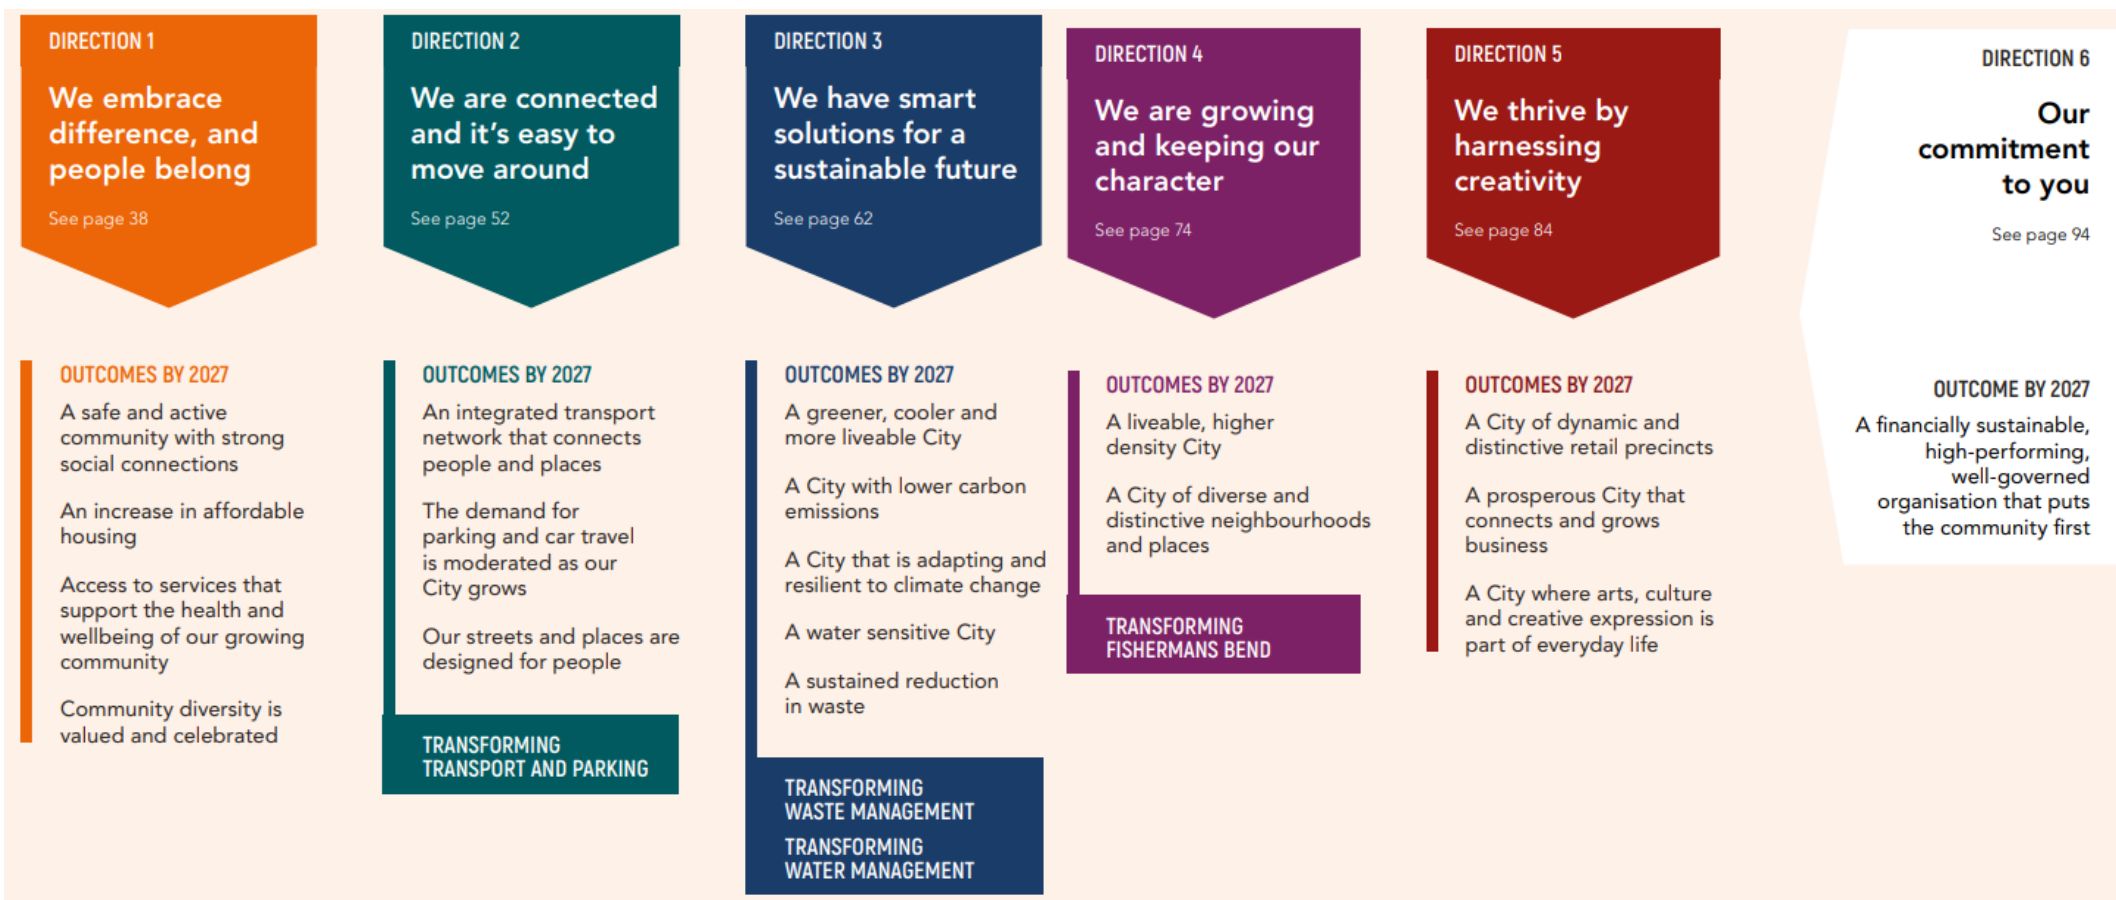 DIRECTION 1
We embrace
difference, and
people belong
See page 38
OUTCOMES BY 2027
A safe and active
community with strong
social connections
An increase in affordable
housing
Access to services that
support the health and
wellbeing of our growing
community
Community diversity is
valued and celebrated
DIRECTION 2
We are connected
and it's easy to
move around
See page 52
OUTCOMES BY 2027
An integrated transport
network that connects
people and places
The demand for
parking and car travel
is moderated as our
City grows
Our streets and places are
designed for people
TRANSFORMING
TRANSPORT AND PARKING
DIRECTION 3
We have smart
solutions for a
sustainable future
See page 62
OUTCOMES BY 2027
A greener, cooler and
more liveable City
A City with lower carbon
emissions
A City that is adapting and
resilient to climate change
A water sensitive City
A sustained reduction
in waste
TRANSFORMING
WASTE MANAGEMENT
TRANSFORMING
WATER MANAGEMENT
DIRECTION 4
We are growing
and keeping our
character
See page 74
OUTCOMES BY 2027
A liveable, higher
density City
A City of diverse and
distinctive neighbourhoods
and places
TRANSFORMING
FISHERMANS BEND
DIRECTION 5
We thrive by
harnessing
creativity
See page 84
OUTCOMES BY 2027
A City of dynamic and
distinctive retail precincts
A prosperous City that
connects and grows
business
A City where arts, culture
and creative expression is
part of everyday life
DIRECTION 6
Our
commitment
to you
See page 94
OUTCOME BY 2027
A financially sustainable,
high-performing,
well-governed
organisation that puts
the community first